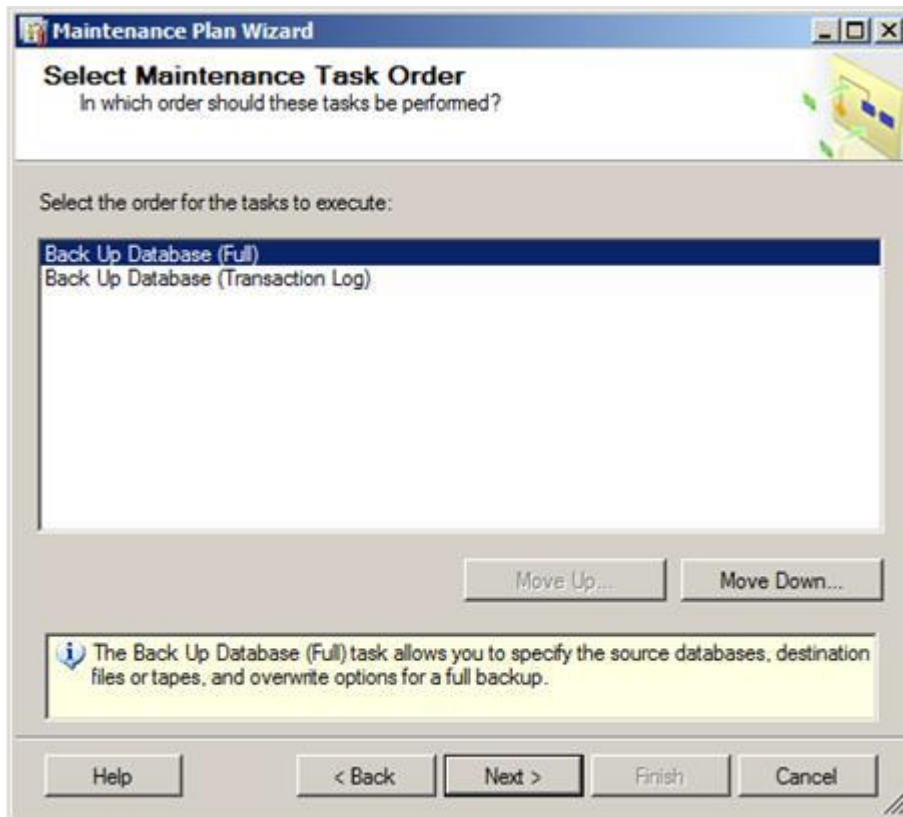 Maintenance Plan Wizard
Select Maintenance Task Order
In which order should these tasks be performed?
Select the order for the tasks to execute:
Back Up Database (Full)
Back Up Database (Transaction Log)
Move Up...
Move Down...
The Back Up Database (Full) task allows you to specify the source databases, destination
files or tapes, and overwrite options for a full backup.
Help
< Back
Next >
Finish
Cancel